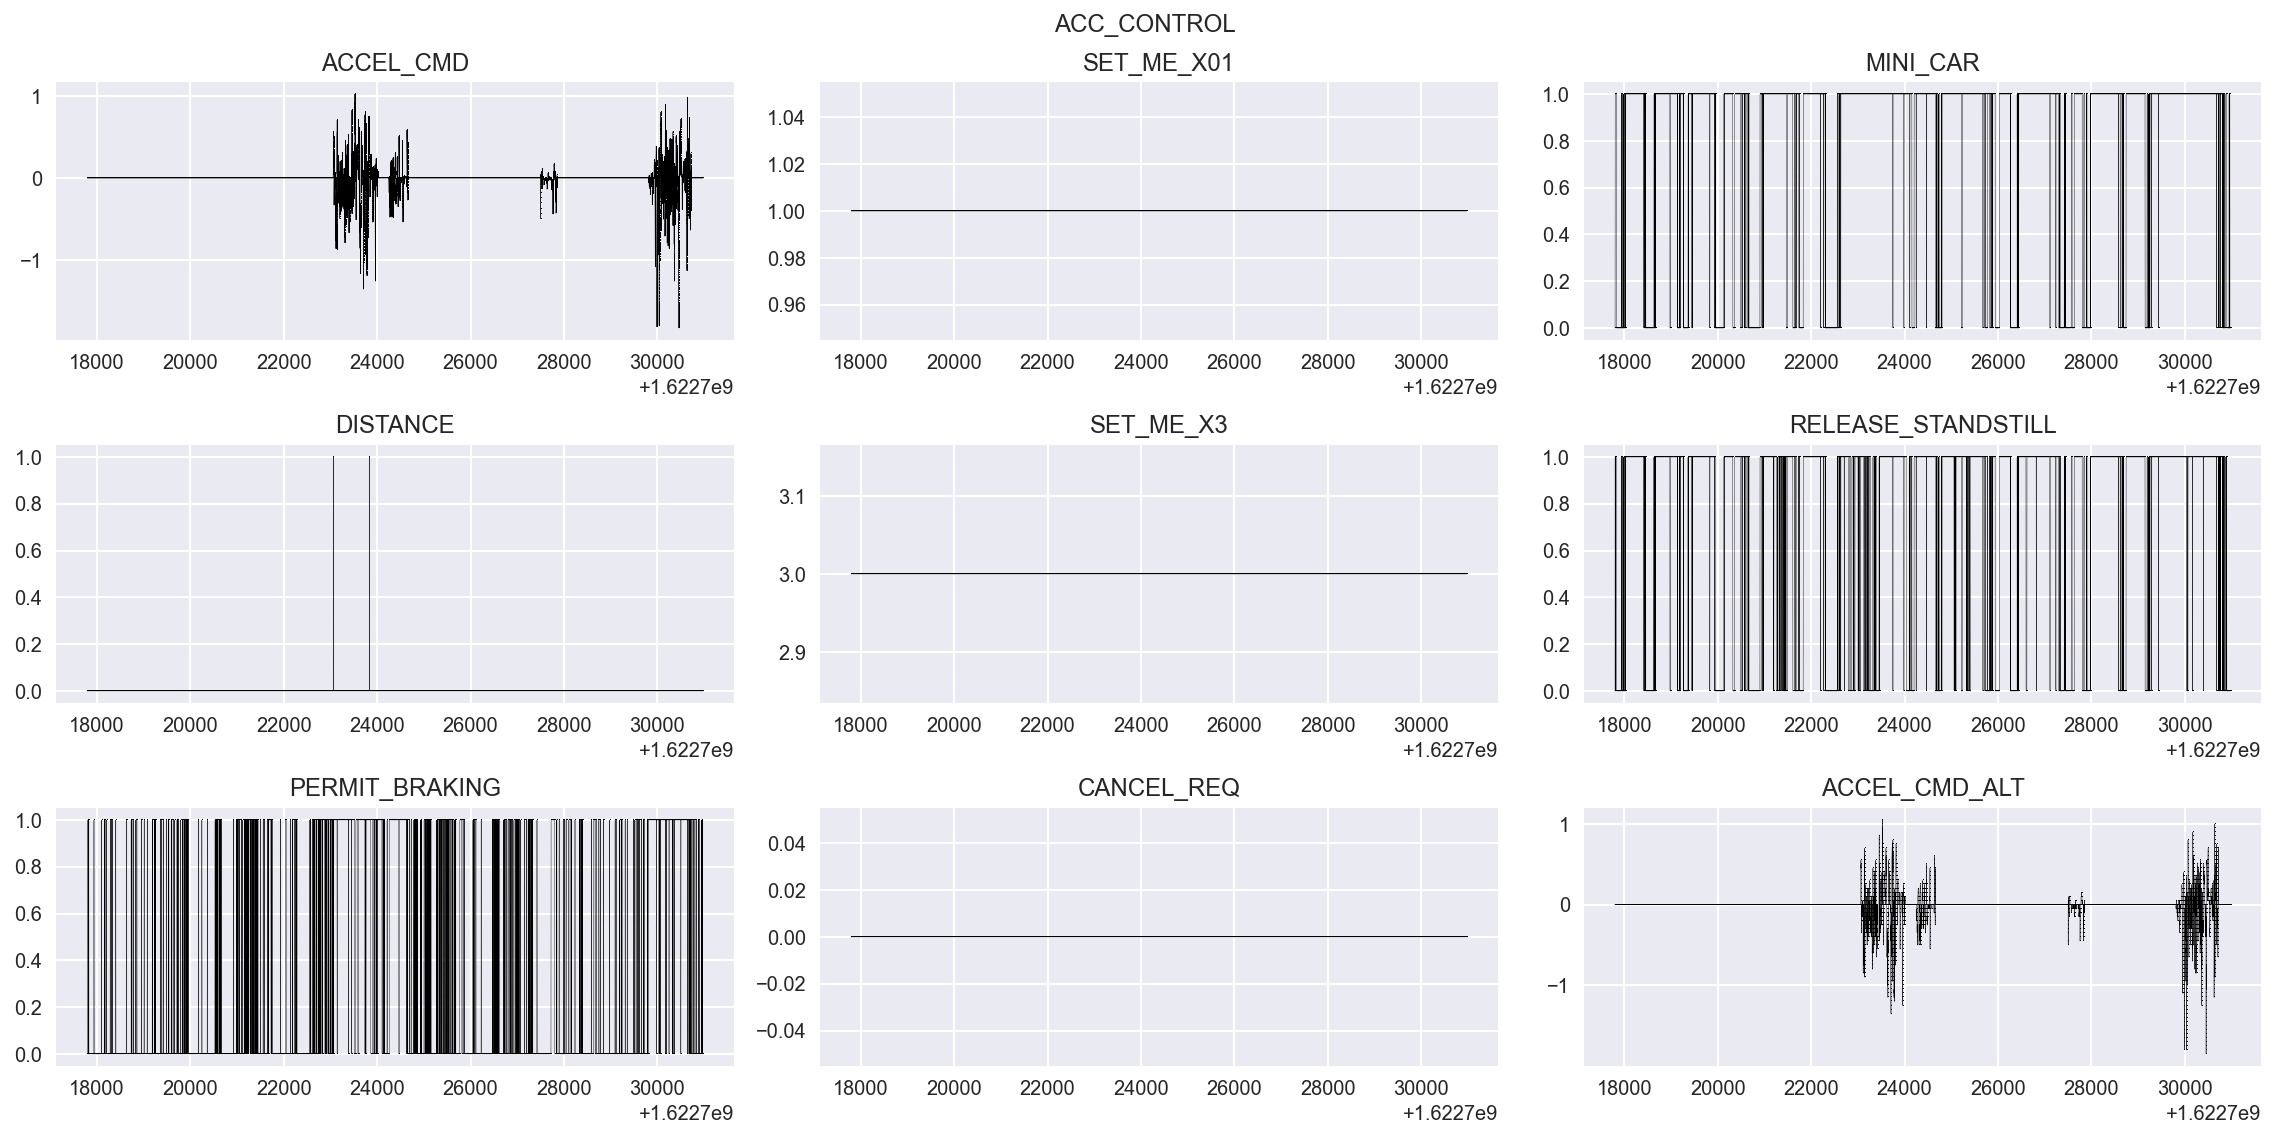 ACC_CONTROL
ACCEL_CMD
SET_ME_X01
MINI_CAR
1
0
−1
1.04
1.02
1.00
0.98
0.96
1.0
0.8
0.6
0.4
0.2
0.0
18000 20000 22000 24000 26000 28000 30000
+1.6227e9
18000 20000 22000 24000 26000 28000 30000
+1.6227e9
18000 20000 22000 24000 26000 28000 30000
+1.6227e9
DISTANCE
SET_ME_X3
RELEASE_STANDSTILL
1.0
0.8
0.6
0.4
0.2
0.0
3.1
3.0
2.9
1.0
0.8
0.6
0.4
0.2
0.0
18000 20000 22000 24000 26000 28000 30000
+1.6227e9
18000 20000 22000 24000 26000 28000 30000
+1.6227e9
18000 20000 22000 24000 26000 28000 30000
+1.6227e9
PERMIT_BRAKING
CANCEL_REQ
ACCEL_CMD_ALT
1.0
0.8
0.6
0.4
0.2
0.0
0.04
0.02
0.00
−0.02
−0.04
1
0
−1
18000 20000 22000 24000 26000 28000 30000
+1.6227e9
18000 20000 22000 24000 26000 28000 30000
+1.6227e9
18000 20000 22000 24000 26000 28000 30000
+1.6227e9